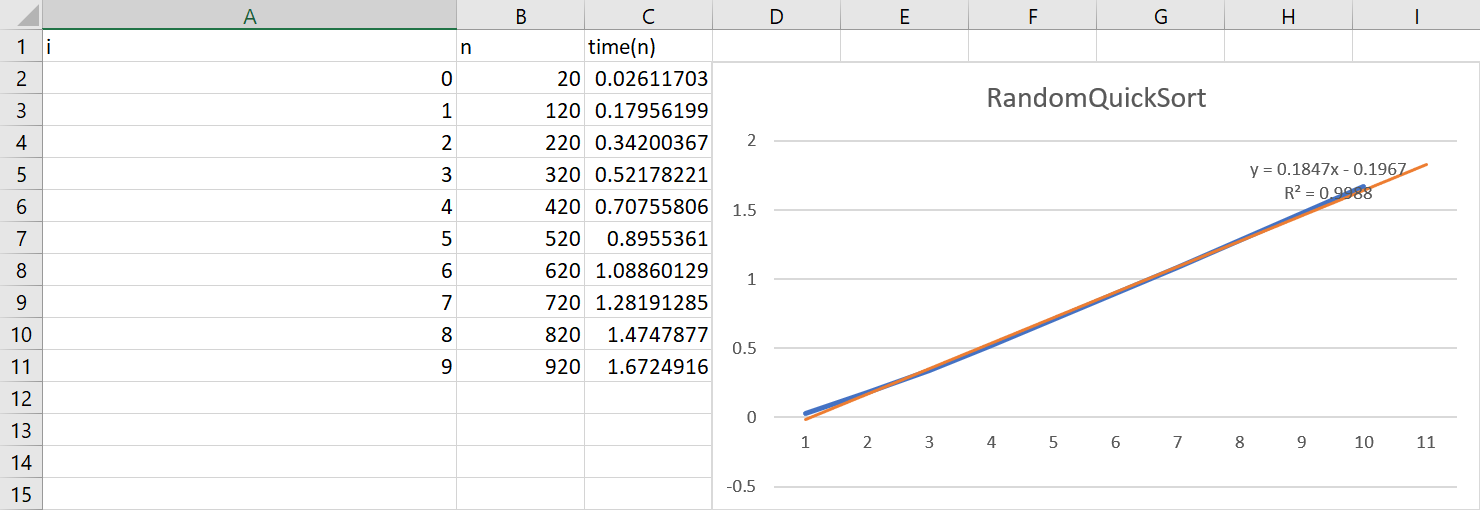 A B C D E F G H I
1 i n time(n)
2 0 20 0.02611703
3 1 120 0.17956199
4 2 220 0.34200367
5 3 320 0.52178221
6 4 420 0.70755806
7 5 520 0.8955361
8 6 620 1.08860129
9 7 720 1.28191285
10 8 820 1.4747877
11 9 920 1.6724916
12
13
14
15
RandomQuickSort
2
y = 0.1847x - 0.1967
R² = 0.9988
1.5
1
0.5
0
1 2 3 4 5 6 7 8 9 10 11
-0.5